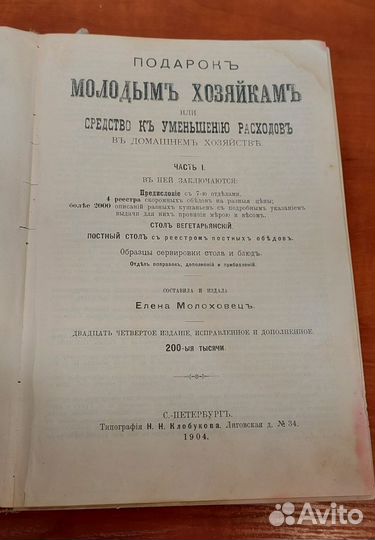 ПОДАРОКЪ
МОЛОДЫМЪ ХОЗЯЙКАМЪ
ИЛИ
СРЕДСТВО КЪ УМЕНЬШЕНІЮ РАСХОДОВЪ
ВЪ ДОМАШНЕМЪ ХОЗЯЙСТВѢ.
ЧАСТЬ I.
ВЪ НЕЙ ЗАКЛЮЧАЮТСЯ:
Предисловіе съ 7-ю отдѣлами.
4 реестра скоромныхъ обѣдовъ на разныя цѣны;
болѣе 2000 описаній разныхъ кушаньевъ съ подробнымъ указаніемъ
выдачи для нихъ провизіи мѣрою и вѣсомъ.
СТОЛЪ ВЕГЕТАРЬЯНСКІЙ.
ПОСТНЫЙ СТОЛЪ съ РЕЕСТРОМЪ ПОСТНЫХЪ ОБѢДОВЪ.
Образцы сервировки стола и блюдъ.
Отдѣлъ поправокъ, дополненій и прибавленій.
СОСТАВИЛА И ИЗДАЛА
Елена Молоховецъ.
ДВАДЦАТЬ ЧЕТВЕРТОЕ ИЗДАНІЕ, ИСПРАВЛЕННОЕ И ДОПОЛНЕННОЕ.
200-ыя тысячи.
С.-ПЕТЕРБУРГЪ.
Типографія Н. Н. Клобукова, Лиговская д. № 34.
1904.
Avito